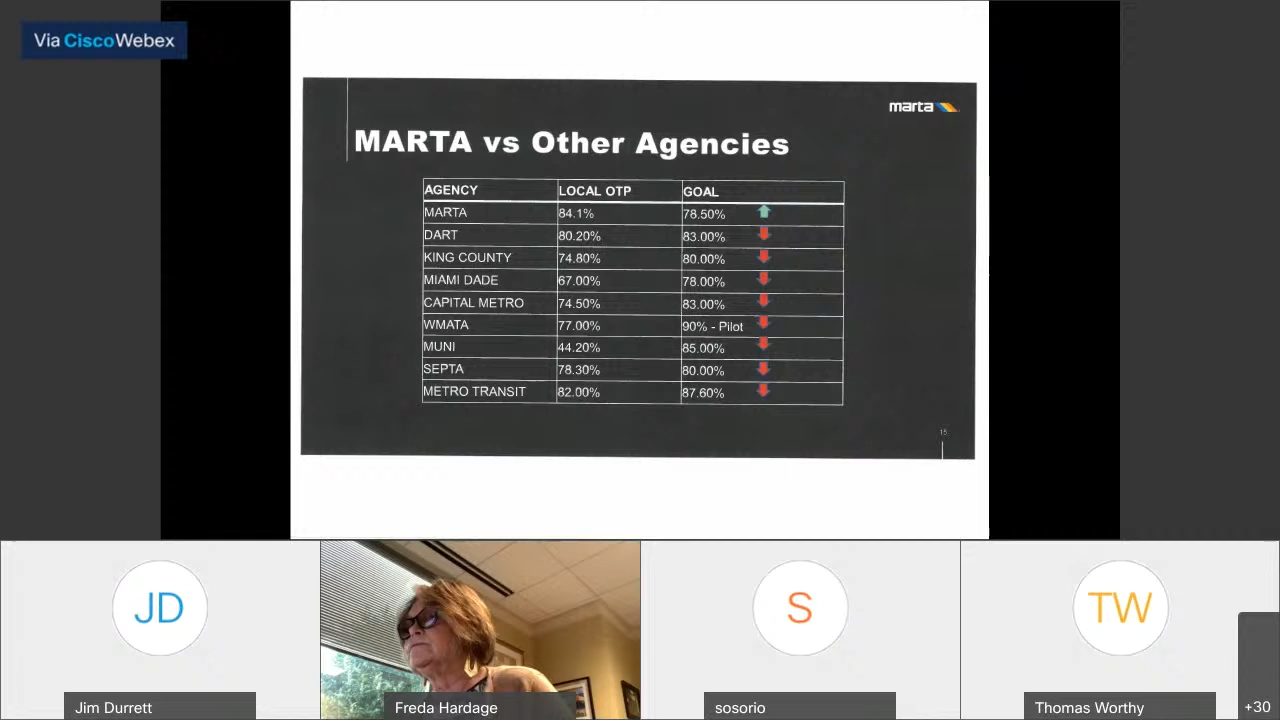 Via Cisco Webex
marta
MARTA vs Other Agencies
AGENCY LOCAL OTP GOAL
MARTA 84.1% 78.50%
DART 80.20% 83.00%
KING COUNTY 74.80% 80.00%
MIAMI DADE 67.00% 78.00%
CAPITAL METRO 74.50% 83.00%
WMATA 77.00% 90% - Pilot
MUNI 44.20% 85.00%
SEPTA 78.30% 80.00%
METRO TRANSIT 82.00% 87.60%
15
JD S TW
Jim Durrett Freda Hardage sosorio Thomas Worthy +30